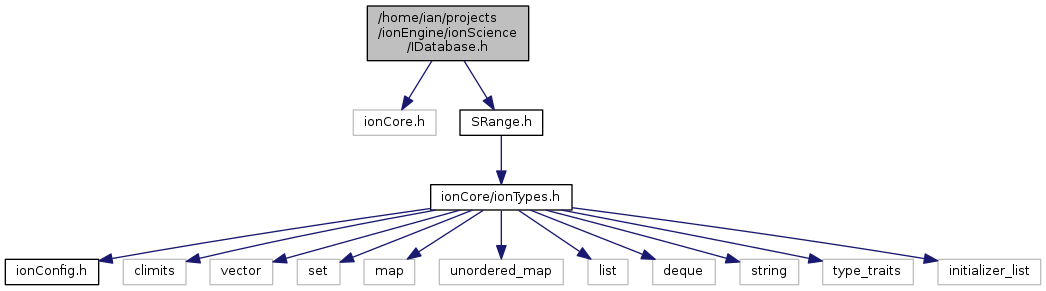 /home/ian/projects
/ionEngine/ionScience
/IDatabase.h
ionCore.h
SRange.h
ionCore/ionTypes.h
ionConfig.h
climits
vector
set
map
unordered_map
list
deque
string
type_traits
initializer_list